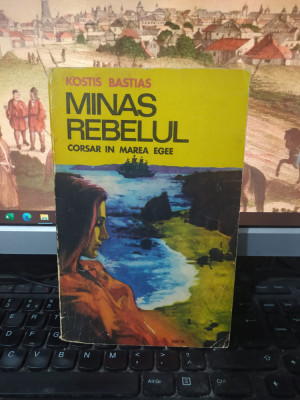 KOSTIS BASTIAS
MINAS
REBELUL
CORSAR IN MAREA EGEE